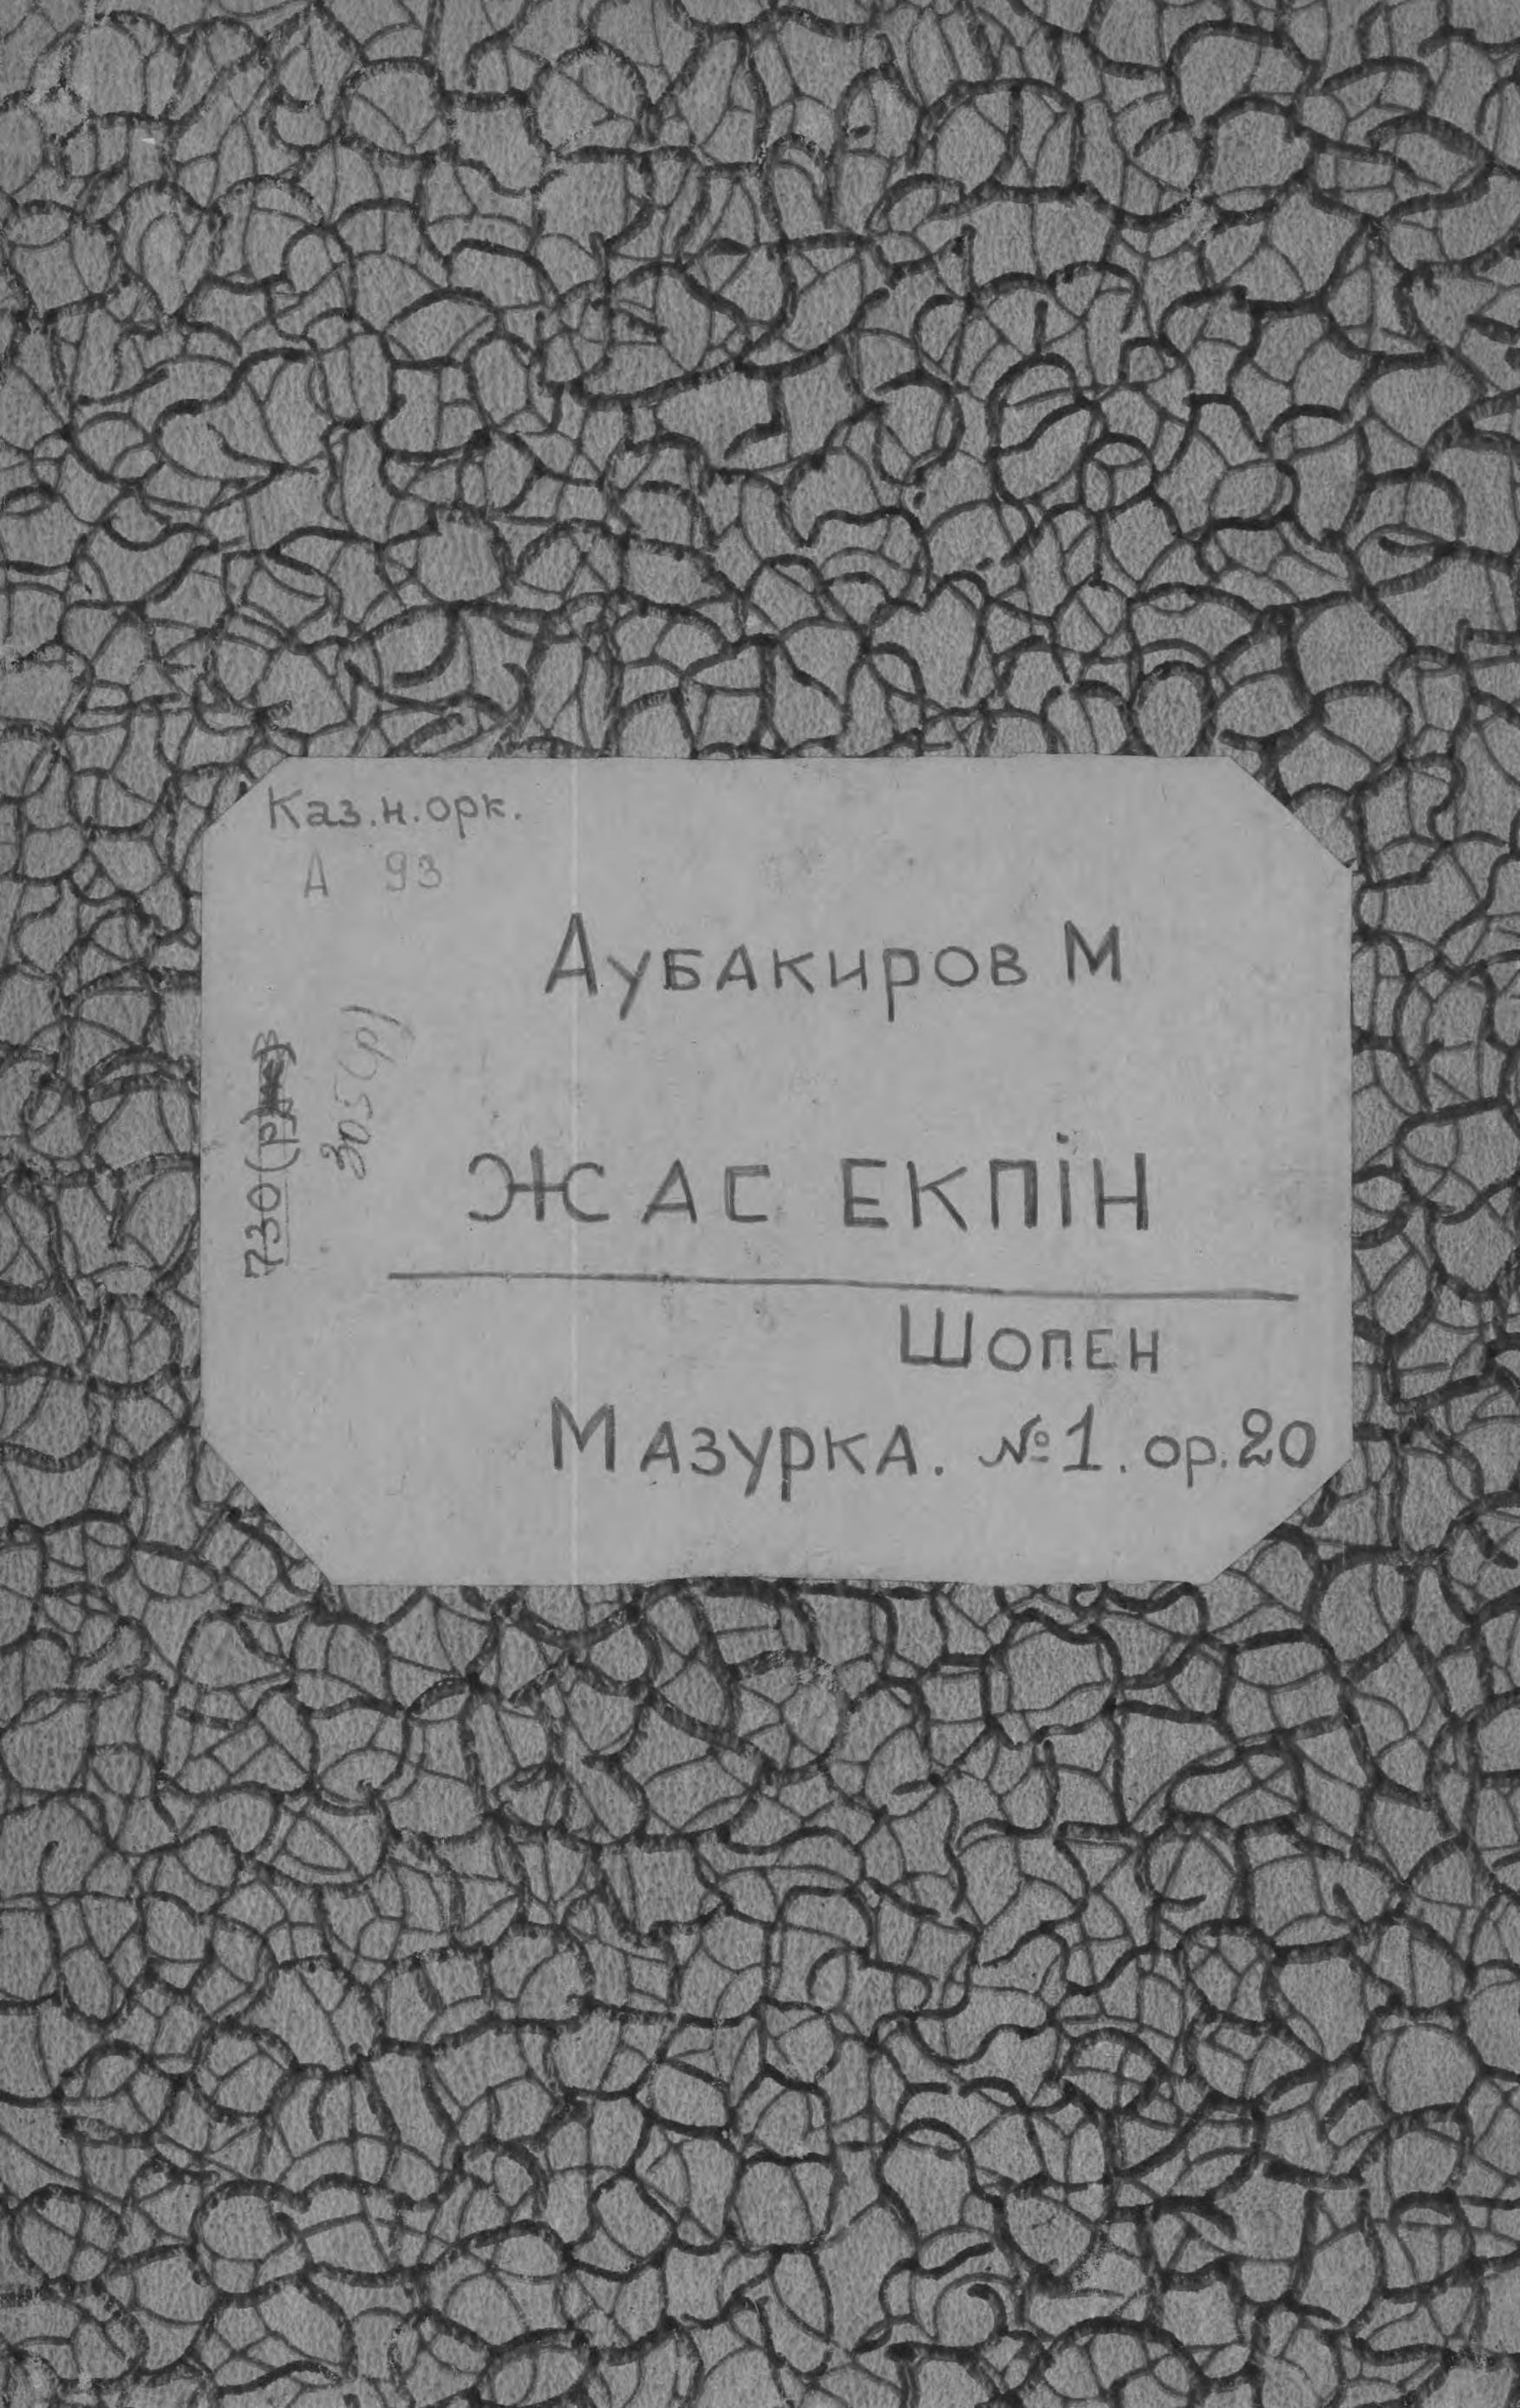 Каз.н.орк.
А 93
Аубакиров М
730(р)
305(р)
ЖАС ЕКПІН
Шопен
Мазурка. №1. ор.20